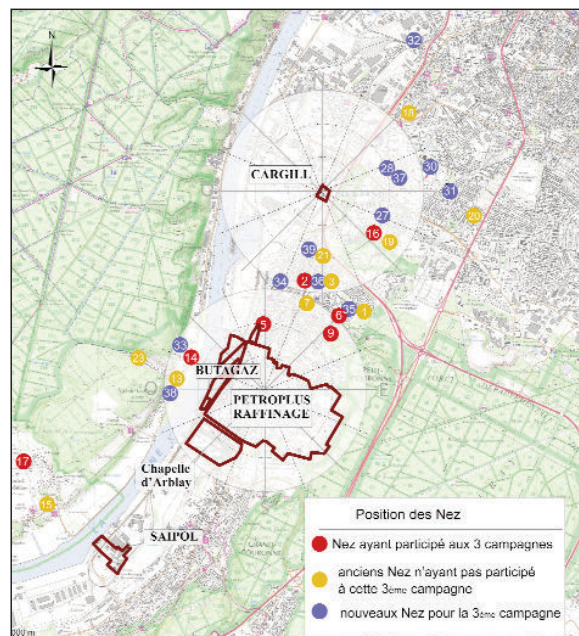 N
32
18
CARGILL
28
30
37
31
27
20
16
19
39
21
34
2
36
3
7
35
6
1
5
9
33
23
14
BUTAGAZ
13
38
PETROPLUS
RAFFINAGE
O
E
17
Chapelle
d'Arblay
15
SAIPOL
Position des Nez
Nez ayant participé aux 3 campagnes
anciens Nez n'ayant pas participé
à cette 3ème campagne
nouveaux Nez pour la 3ème campagne